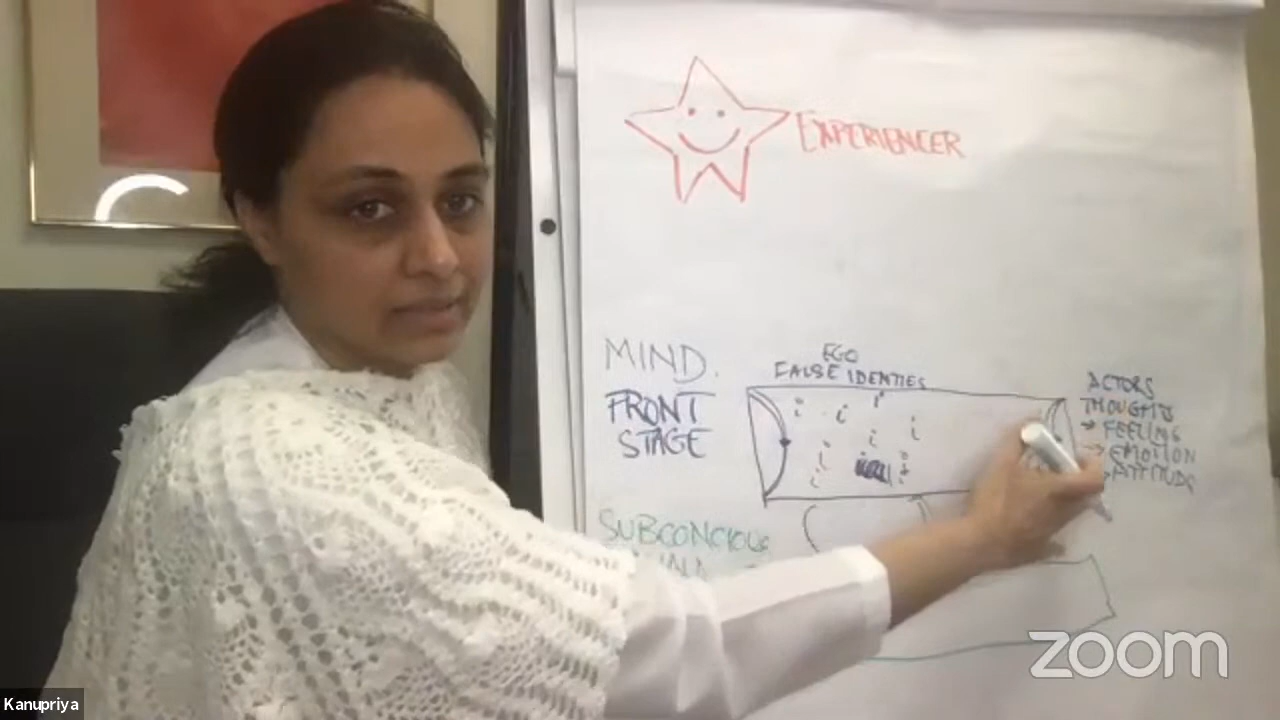 EXPERIENCER
MIND.
FRONT
STAGE
EGO
FALSE IDENTIES
i i i i i i i i i i
ACTORS
THOUGHTS
→ FEELING
→ EMOTION
→ ATTITUDE
SUBCONCIOUS
zoom
Kanupriya